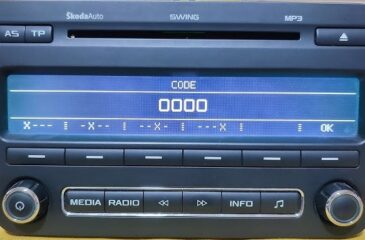 ŠkodaAuto SWING MP3
AS TP
CODE
0000
X--- -X-- --X- ---X OK
MEDIA RADIO INFO